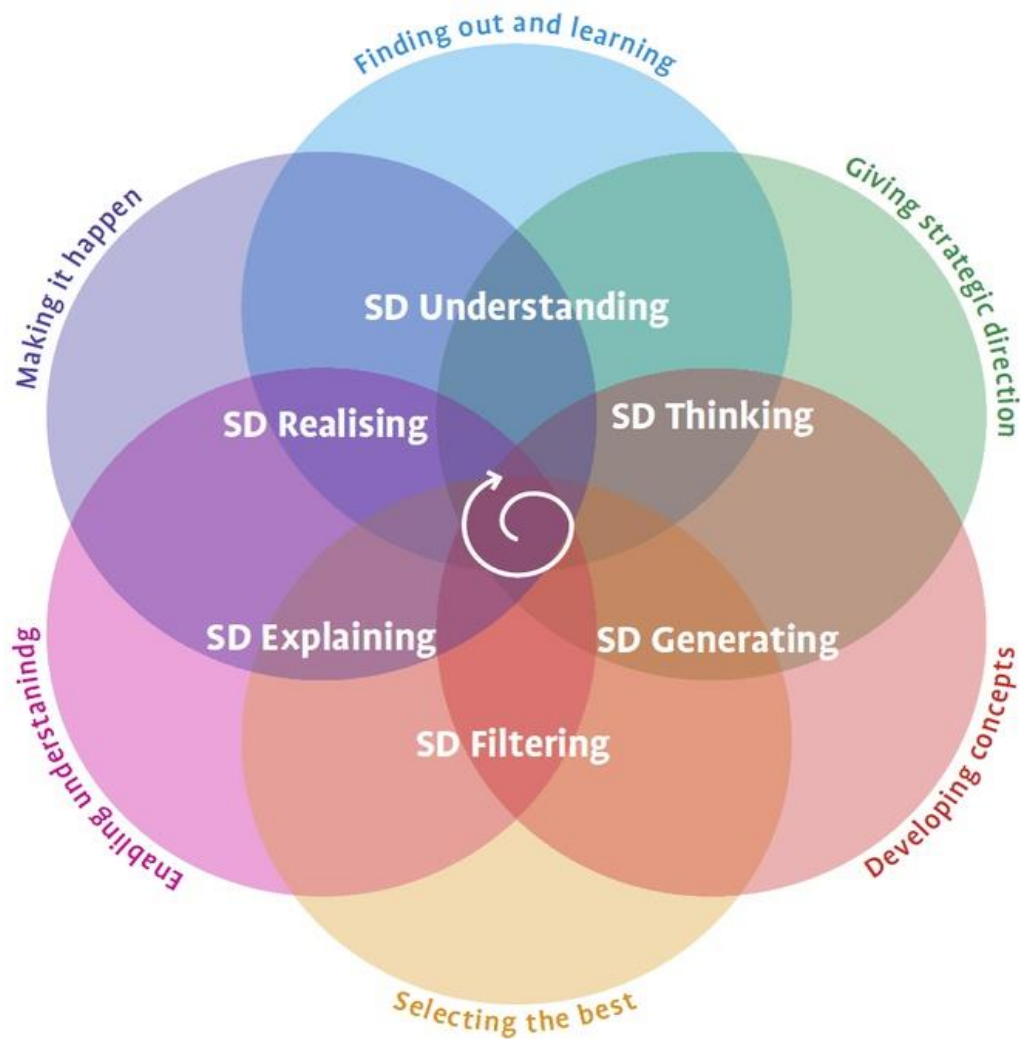 Finding out and learning
Giving strategic direction
Making it happen
SD Understanding
SD Realising
SD Thinking
SD Explaining
SD Generating
SD Filtering
Enabling understanindg
Developing concepts
Selecting the best